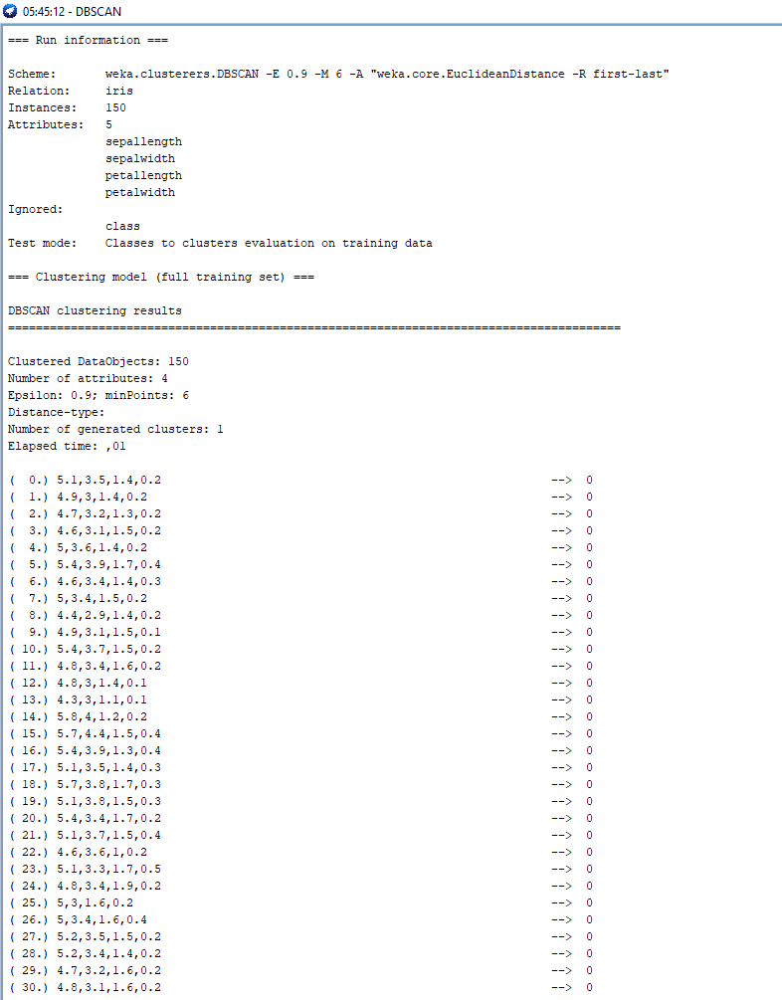 05:45:12 - DBSCAN
=== Run information ===
Scheme:       weka.clusterers.DBSCAN -E 0.9 -M 6 -A "weka.core.EuclideanDistance -R first-last"
Relation:     iris
Instances:    150
Attributes:   5
              sepallength
              sepalwidth
              petallength
              petalwidth
Ignored:
              class
Test mode:    Classes to clusters evaluation on training data
=== Clustering model (full training set) ===
DBSCAN clustering results
========================================================================================
Clustered DataObjects: 150
Number of attributes: 4
Epsilon: 0.9; minPoints: 6
Distance-type:
Number of generated clusters: 1
Elapsed time: ,01
(  0.) 5.1,3.5,1.4,0.2 --> 0
(  1.) 4.9,3,1.4,0.2 --> 0
(  2.) 4.7,3.2,1.3,0.2 --> 0
(  3.) 4.6,3.1,1.5,0.2 --> 0
(  4.) 5,3.6,1.4,0.2 --> 0
(  5.) 5.4,3.9,1.7,0.4 --> 0
(  6.) 4.6,3.4,1.4,0.3 --> 0
(  7.) 5,3.4,1.5,0.2 --> 0
(  8.) 4.4,2.9,1.4,0.2 --> 0
(  9.) 4.9,3.1,1.5,0.1 --> 0
( 10.) 5.4,3.7,1.5,0.2 --> 0
( 11.) 4.8,3.4,1.6,0.2 --> 0
( 12.) 4.8,3,1.4,0.1 --> 0
( 13.) 4.3,3,1.1,0.1 --> 0
( 14.) 5.8,4,1.2,0.2 --> 0
( 15.) 5.7,4.4,1.5,0.4 --> 0
( 16.) 5.4,3.9,1.3,0.4 --> 0
( 17.) 5.1,3.5,1.4,0.3 --> 0
( 18.) 5.7,3.8,1.7,0.3 --> 0
( 19.) 5.1,3.8,1.5,0.3 --> 0
( 20.) 5.4,3.4,1.7,0.2 --> 0
( 21.) 5.1,3.7,1.5,0.4 --> 0
( 22.) 4.6,3.6,1,0.2 --> 0
( 23.) 5.1,3.3,1.7,0.5 --> 0
( 24.) 4.8,3.4,1.9,0.2 --> 0
( 25.) 5,3,1.6,0.2 --> 0
( 26.) 5,3.4,1.6,0.4 --> 0
( 27.) 5.2,3.5,1.5,0.2 --> 0
( 28.) 5.2,3.4,1.4,0.2 --> 0
( 29.) 4.7,3.2,1.6,0.2 --> 0
( 30.) 4.8,3.1,1.6,0.2 --> 0